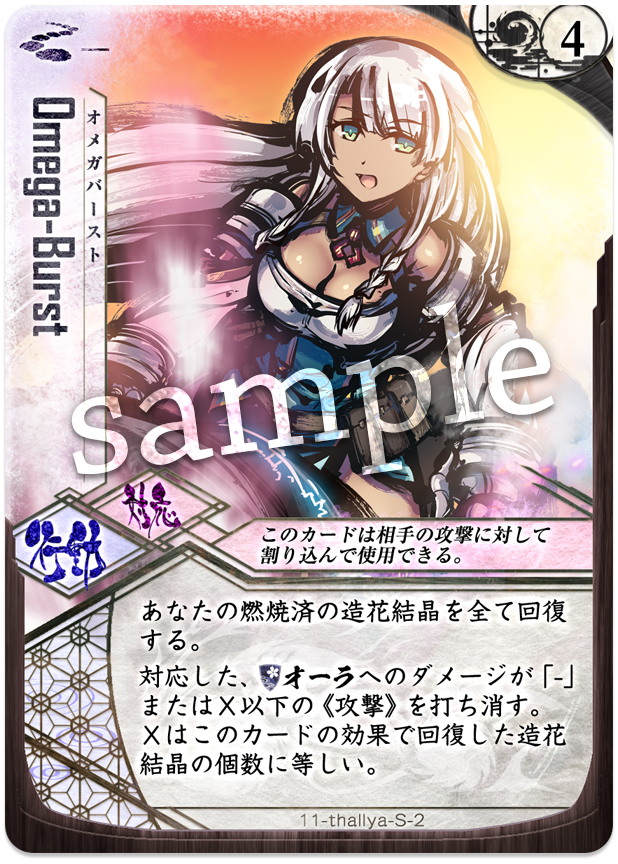 4
Omega-Burst
オメガバースト
sample
対応
行動
このカードは相手の攻撃に対して
割り込んで使用できる。
あなたの燃焼済の造花結晶を全て回復
する。
対応した、オーラへのダメージが「-」
またはX以下の《攻撃》を打ち消す。
Xはこのカードの効果で回復した造花
結晶の個数に等しい。
11-thallya-S-2